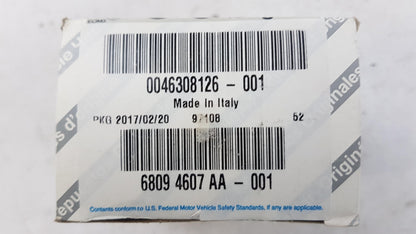 0046308126 - 001
Made In Italy
PKG 2017/02/20 97108 52
6809 4607 AA - 001
Contents conform to U.S. Federal Motor Vehicle Safety Standards, if any are applicable.